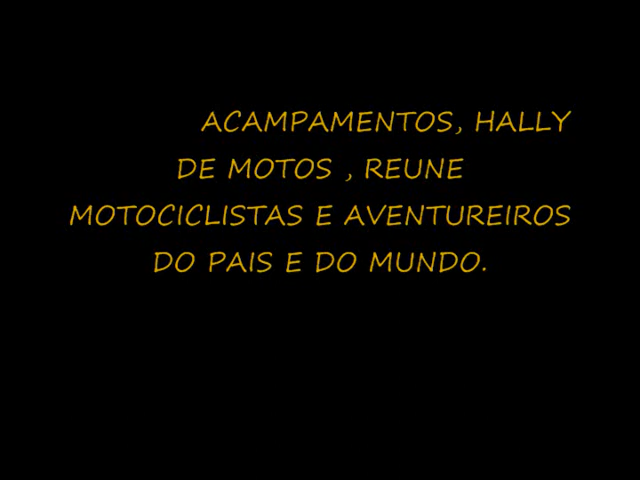 ACAMPAMENTOS, HALLY
DE MOTOS , REUNE
MOTOCICLISTAS E AVENTUREIROS
DO PAIS E DO MUNDO.